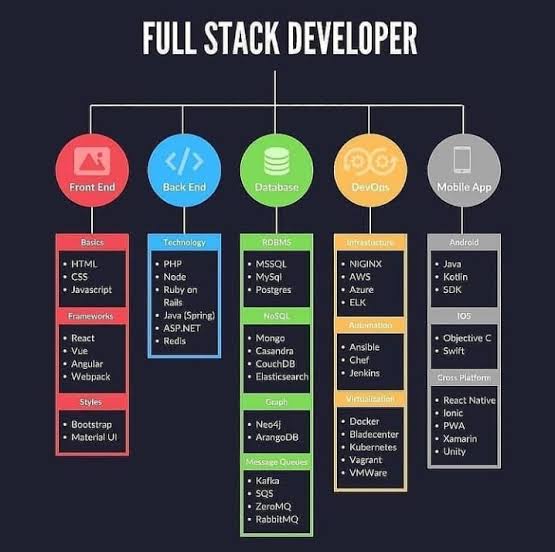 FULL STACK DEVELOPER
Front End
Back End
Database
DevOps
Mobile App
Basics
• HTML
• CSS
• Javascript
Frameworks
• React
• Vue
• Angular
• Webpack
Styles
• Bootstrap
• Material UI
Technology
• PHP
• Node
• Ruby on
Rails
• Java (Spring)
• ASP.NET
• Redis
RDBMS
• MSSQL
• MySql
• Postgres
NoSQL
• Mongo
• Casandra
• CouchDB
• Elasticsearch
Graph
• Neo4j
• ArangoDB
Message Queues
• Kafka
• SQS
• ZeroMQ
• RabbitMQ
Infrastucture
• NIGINX
• AWS
• Azure
• ELK
Automation
• Ansible
• Chef
• Jenkins
Virtualization
• Docker
• Bladecenter
• Kubernetes
• Vagrant
• VMWare
Android
• Java
• Kotlin
• SDK
IOS
• Objective C
• Swift
Cross Platform
• React Native
• Ionic
• PWA
• Xamarin
• Unity